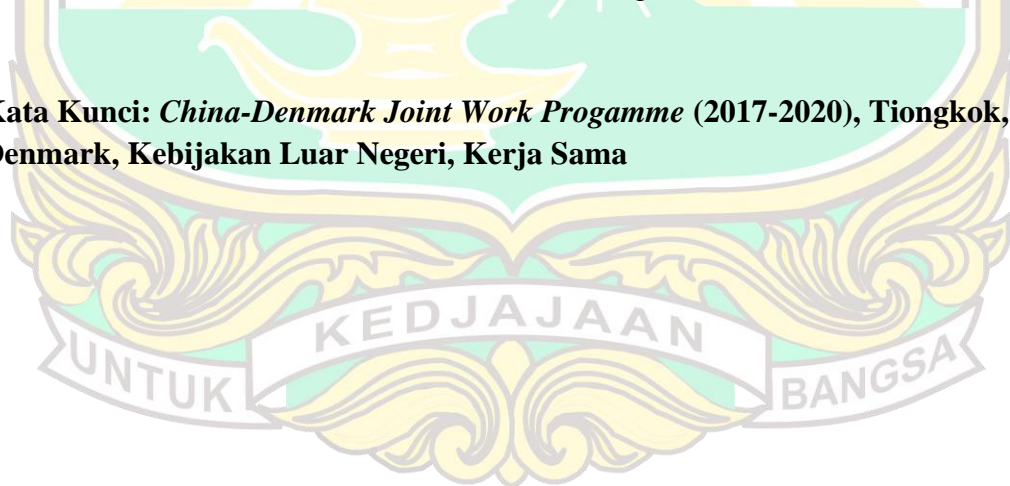 Kata Kunci: China-Denmark Joint Work Progamme (2017-2020), Tiongkok,
Denmark, Kebijakan Luar Negeri, Kerja Sama
UNTUK KEDJAJAAN BANGSA